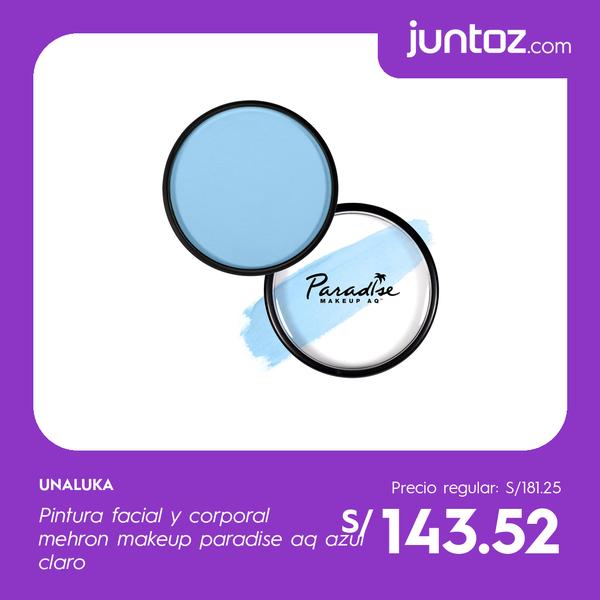 juntoz.com
Paradise
MAKEUP AQ™
UNALUKA
Precio regular: S/181.25
Pintura facial y corporal
mehron makeup paradise aq azul
claro
S/143.52